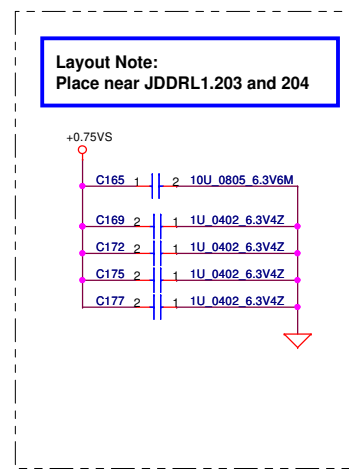 Layout Note:
Place near JDDRL1.203 and 204
+0.75VS
C165 1 2 10U_0805_6.3V6M
C169 2 1 1U_0402_6.3V4Z
C172 2 1 1U_0402_6.3V4Z
C175 2 1 1U_0402_6.3V4Z
C177 2 1 1U_0402_6.3V4Z